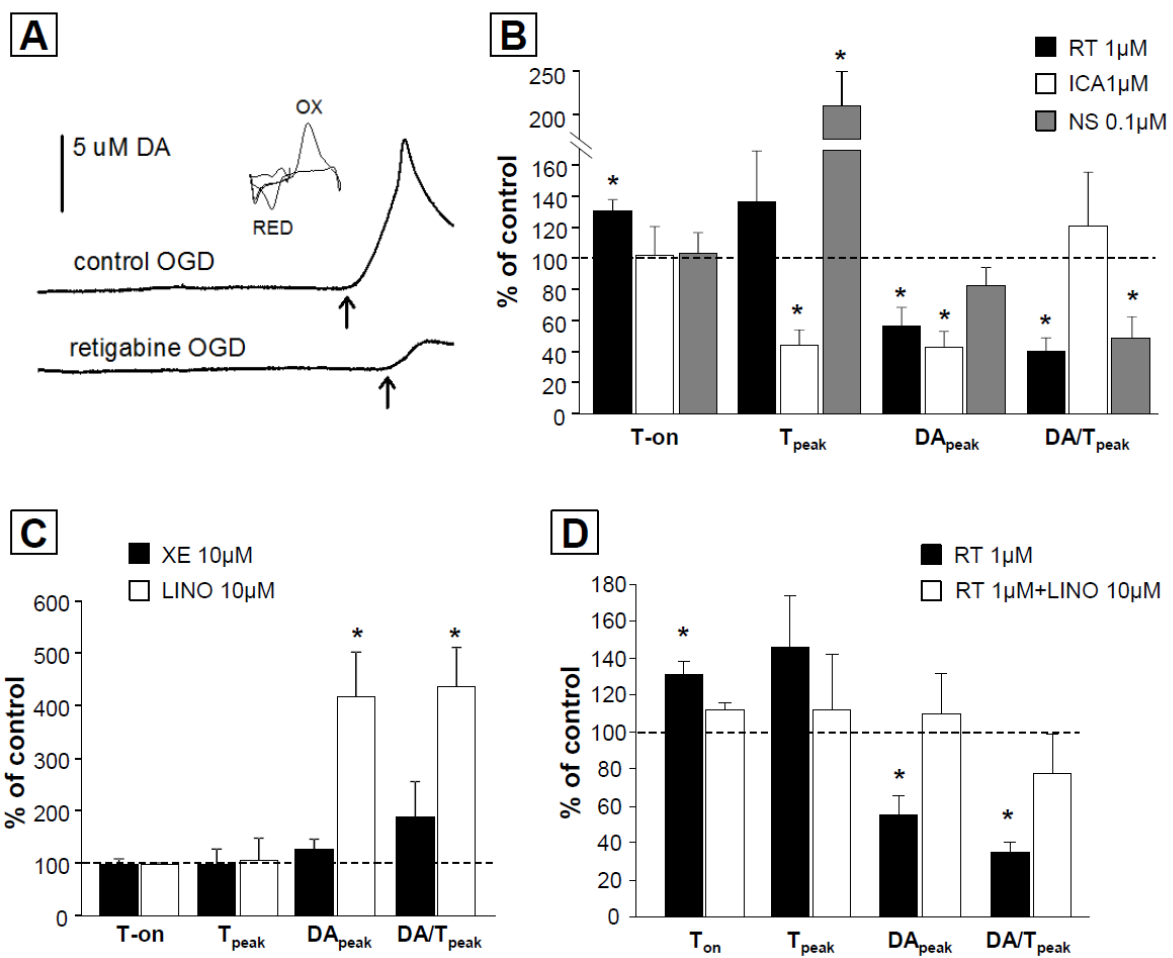 A
5 uM DA
OX
RED
control OGD
retigabine OGD
B
RT 1µM
ICA1µM
NS 0.1µM
% of control
250
200
140
120
100
80
60
40
20
0
*
*
*
*
*
*
*
T-on
Tpeak
DApeak
DA/Tpeak
C
XE 10µM
LINO 10µM
% of control
600
500
400
300
200
100
0
*
*
T-on
Tpeak
DApeak
DA/Tpeak
D
RT 1µM
RT 1µM+LINO 10µM
% of control
180
160
140
120
100
80
60
40
20
0
*
*
*
Ton
Tpeak
DApeak
DA/Tpeak